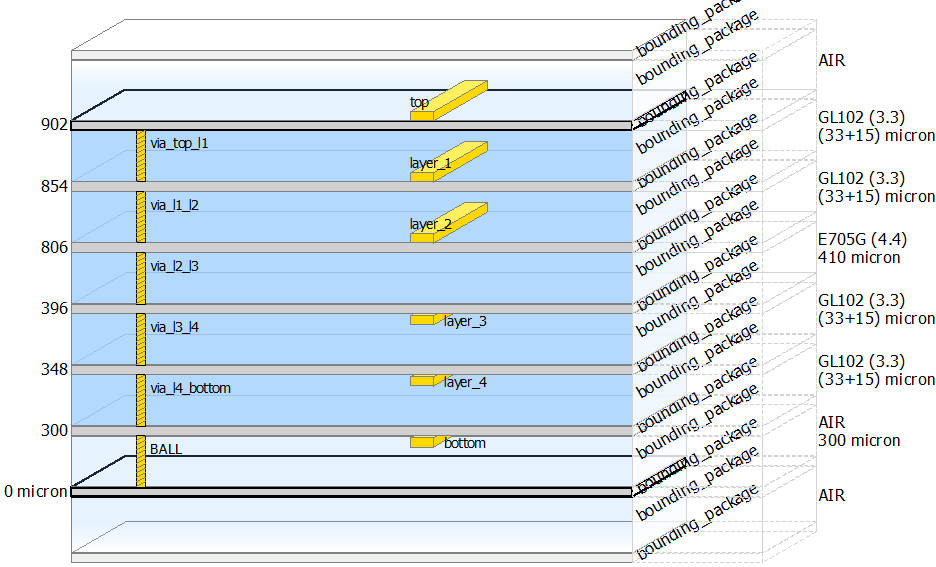 bounding_package
bounding_package
AIR
top
902
bounding_package
bounding_package
GL102 (3.3)
(33+15) micron
via_top_l1
layer_1
854
bounding_package
bounding_package
GL102 (3.3)
(33+15) micron
via_l1_l2
layer_2
806
bounding_package
bounding_package
E705G (4.4)
410 micron
via_l2_l3
396
bounding_package
bounding_package
GL102 (3.3)
(33+15) micron
via_l3_l4
layer_3
348
bounding_package
bounding_package
GL102 (3.3)
(33+15) micron
via_l4_bottom
layer_4
300
bounding_package
bounding_package
AIR
300 micron
BALL
bottom
0 micron
bounding
bounding_package
AIR
bounding_package